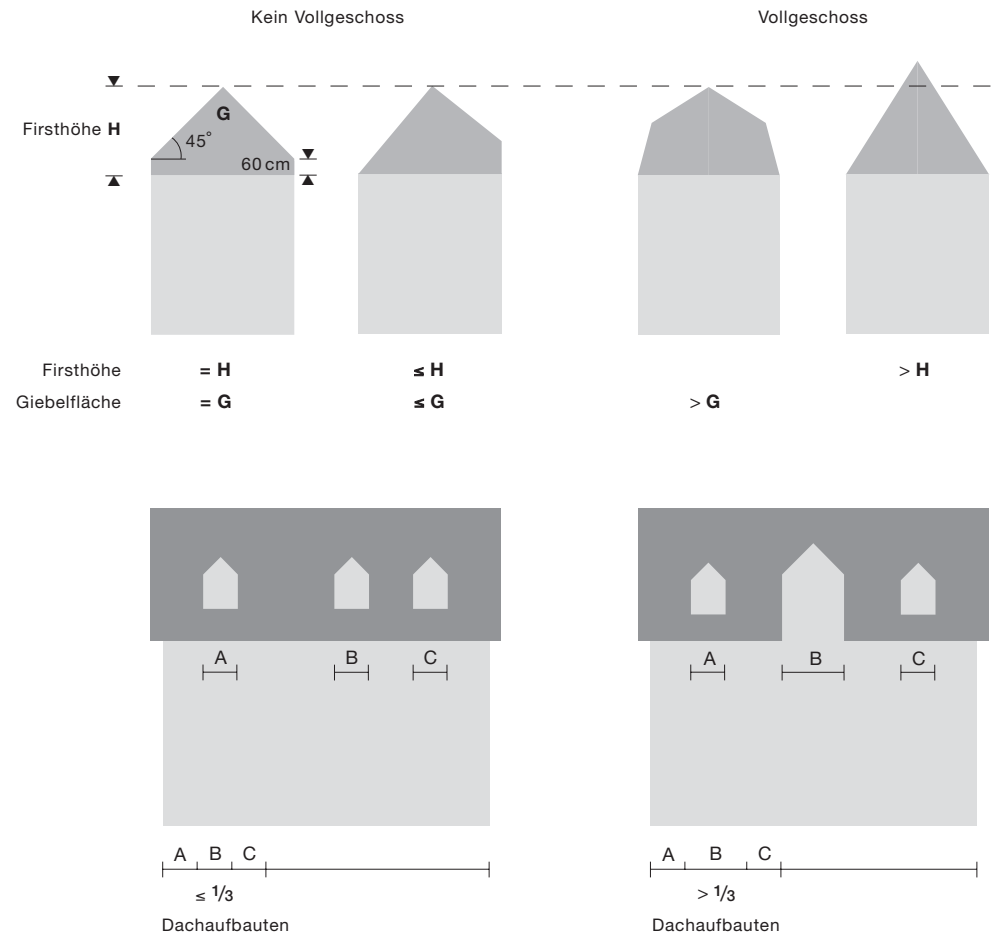 Kein Vollgeschoss Vollgeschoss
G
Firsthöhe H
45°
60 cm
Firsthöhe = H ≤ H > H
Giebelfläche = G ≤ G > G
A B C A B C
A B C A B C
≤ 1/3 > 1/3
Dachaufbauten Dachaufbauten